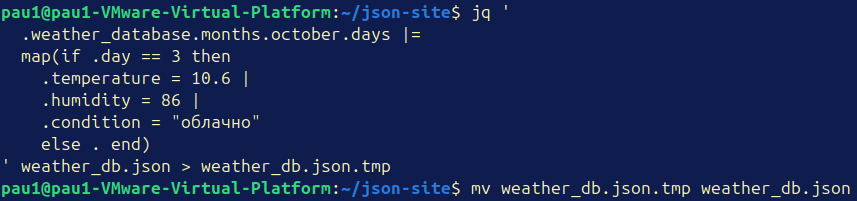 pau1@pau1-VMware-Virtual-Platform:~/json-site$ jq '
  .weather_database.months.october.days |=
  map(if .day == 3 then
    .temperature = 10.6 |
    .humidity = 86 |
    .condition = "облачно"
    else . end)
' weather_db.json > weather_db.json.tmp
pau1@pau1-VMware-Virtual-Platform:~/json-site$ mv weather_db.json.tmp weather_db.json